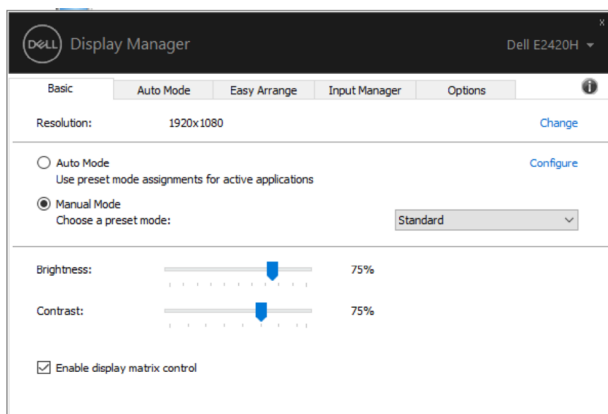 DELL Display Manager
x
Dell E2420H
Basic Auto Mode Easy Arrange Input Manager Options i
Resolution: 1920x1080 Change
Auto Mode Configure
Use preset mode assignments for active applications
Manual Mode
Choose a preset mode: Standard
Brightness: 75%
Contrast: 75%
Enable display matrix control